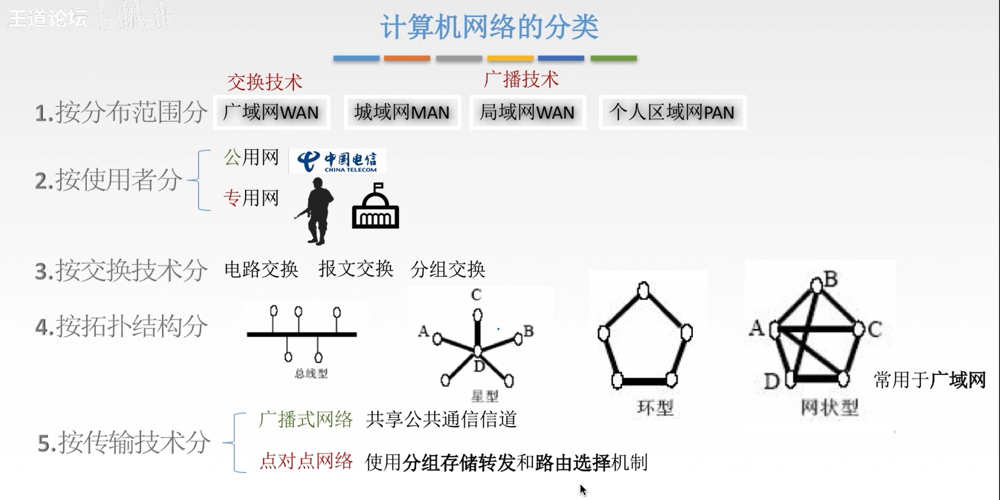 王道论坛 bilibili
计算机网络的分类
交换技术 广播技术
1.按分布范围分 广域网WAN 城域网MAN 局域网WAN 个人区域网PAN
2.按使用者分
公用网 中国电信
CHINA TELECOM
专用网
3.按交换技术分 电路交换 报文交换 分组交换
4.按拓扑结构分
总线型
C
A B
D
星型
环型
B
A C
D
网状型
常用于广域网
5.按传输技术分
广播式网络 共享公共通信信道
点对点网络 使用分组存储转发和路由选择机制